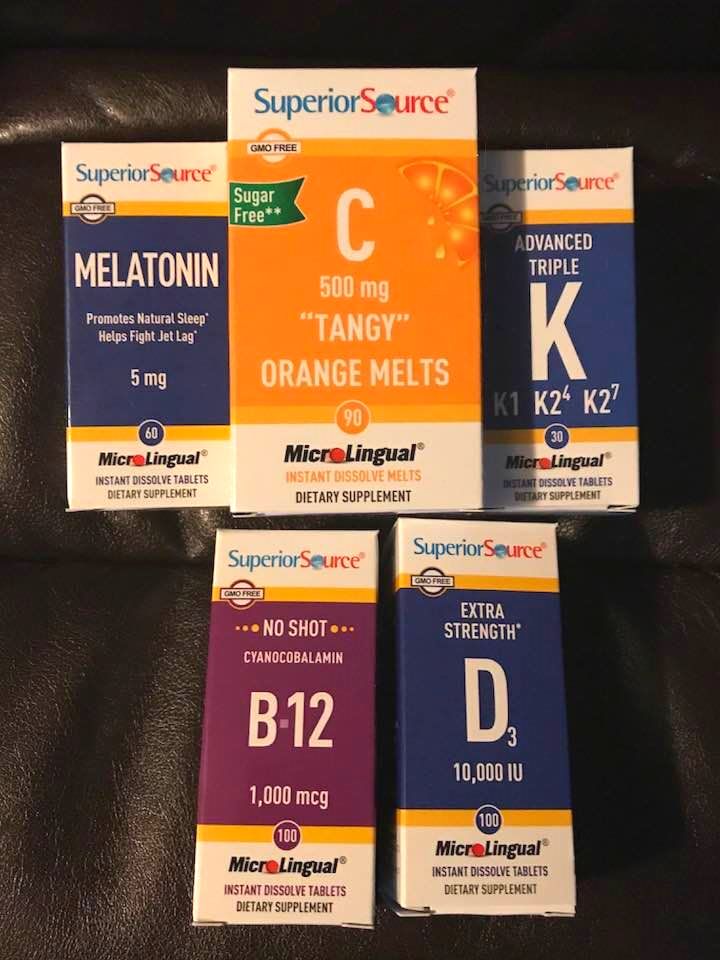 SuperiorSource®
GMO FREE
MELATONIN
Promotes Natural Sleep*
Helps Fight Jet Lag*
5 mg
60
MicroLingual®
INSTANT DISSOLVE TABLETS
DIETARY SUPPLEMENT
SuperiorSource®
GMO FREE
Sugar
Free**
C
500 mg
"TANGY"
ORANGE MELTS
90
MicroLingual®
INSTANT DISSOLVE MELTS
DIETARY SUPPLEMENT
SuperiorSource®
GMO FREE
ADVANCED
TRIPLE
K
K1 K2⁴ K2⁷
30
MicroLingual®
INSTANT DISSOLVE TABLETS
DIETARY SUPPLEMENT
SuperiorSource®
GMO FREE
NO SHOT
CYANOCOBALAMIN
B-12
1,000 mcg
100
MicroLingual®
INSTANT DISSOLVE TABLETS
DIETARY SUPPLEMENT
SuperiorSource®
GMO FREE
EXTRA
STRENGTH*
D₃
10,000 IU
100
MicroLingual®
INSTANT DISSOLVE TABLETS
DIETARY SUPPLEMENT